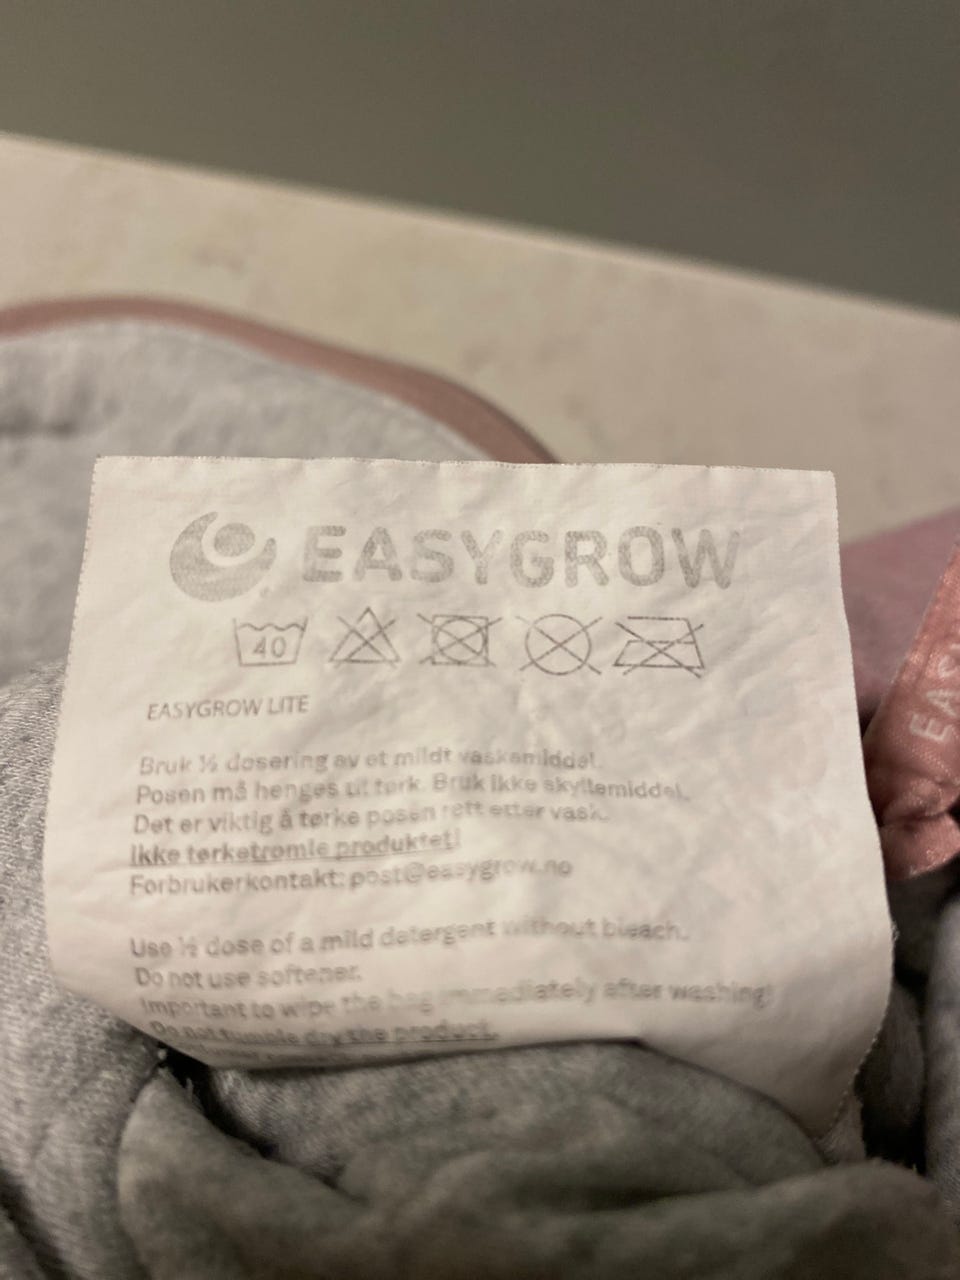 EASYGROW
40
EASYGROW LITE
Bruk ½ dosering av et mildt vaskemiddel.
Posen må henges til tørk. Bruk ikke skyllemiddel.
Det er viktig å tørke posen rett etter vask.
Ikke tørketromle produktet!
Forbrukerkontakt: post@easygrow.no
Use ½ dose of a mild detergent without bleach.
Do not use softener.
Important to wipe the bag immediately after washing!
Do not tumble dry the product.
EAS